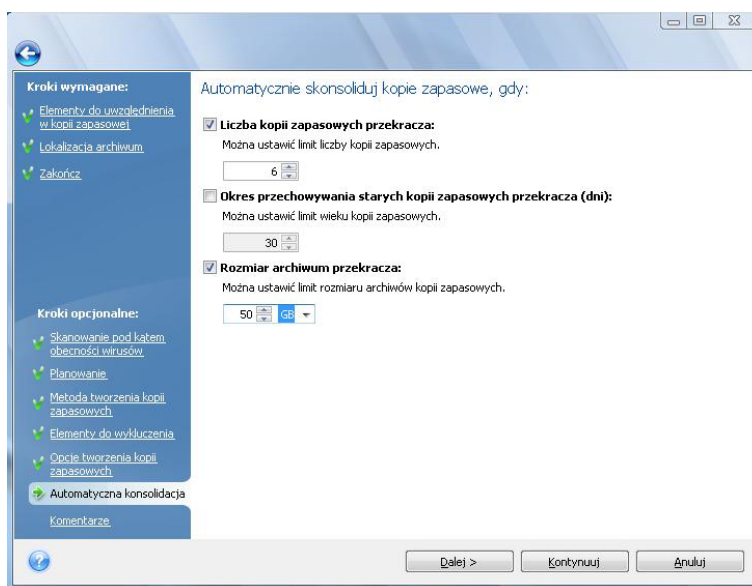 Kroki wymagane:
Elementy do uwzględnienia
w kopii zapasowej
Lokalizacja archiwum
Zakończ
Kroki opcjonalne:
Skanowanie pod kątem
obecności wirusów
Planowanie
Metoda tworzenia kopii
zapasowych
Elementy do wykluczenia
Opcje tworzenia kopii
zapasowych
Automatyczna konsolidacja
Komentarze
Automatycznie skonsoliduj kopie zapasowe, gdy:
Liczba kopii zapasowych przekracza:
Można ustawić limit liczby kopii zapasowych.
6
Okres przechowywania starych kopii zapasowych przekracza (dni):
Można ustawić limit wieku kopii zapasowych.
30
Rozmiar archiwum przekracza:
Można ustawić limit rozmiaru archiwów kopii zapasowych.
50 GB
Dalej > Kontynuuj Anuluj